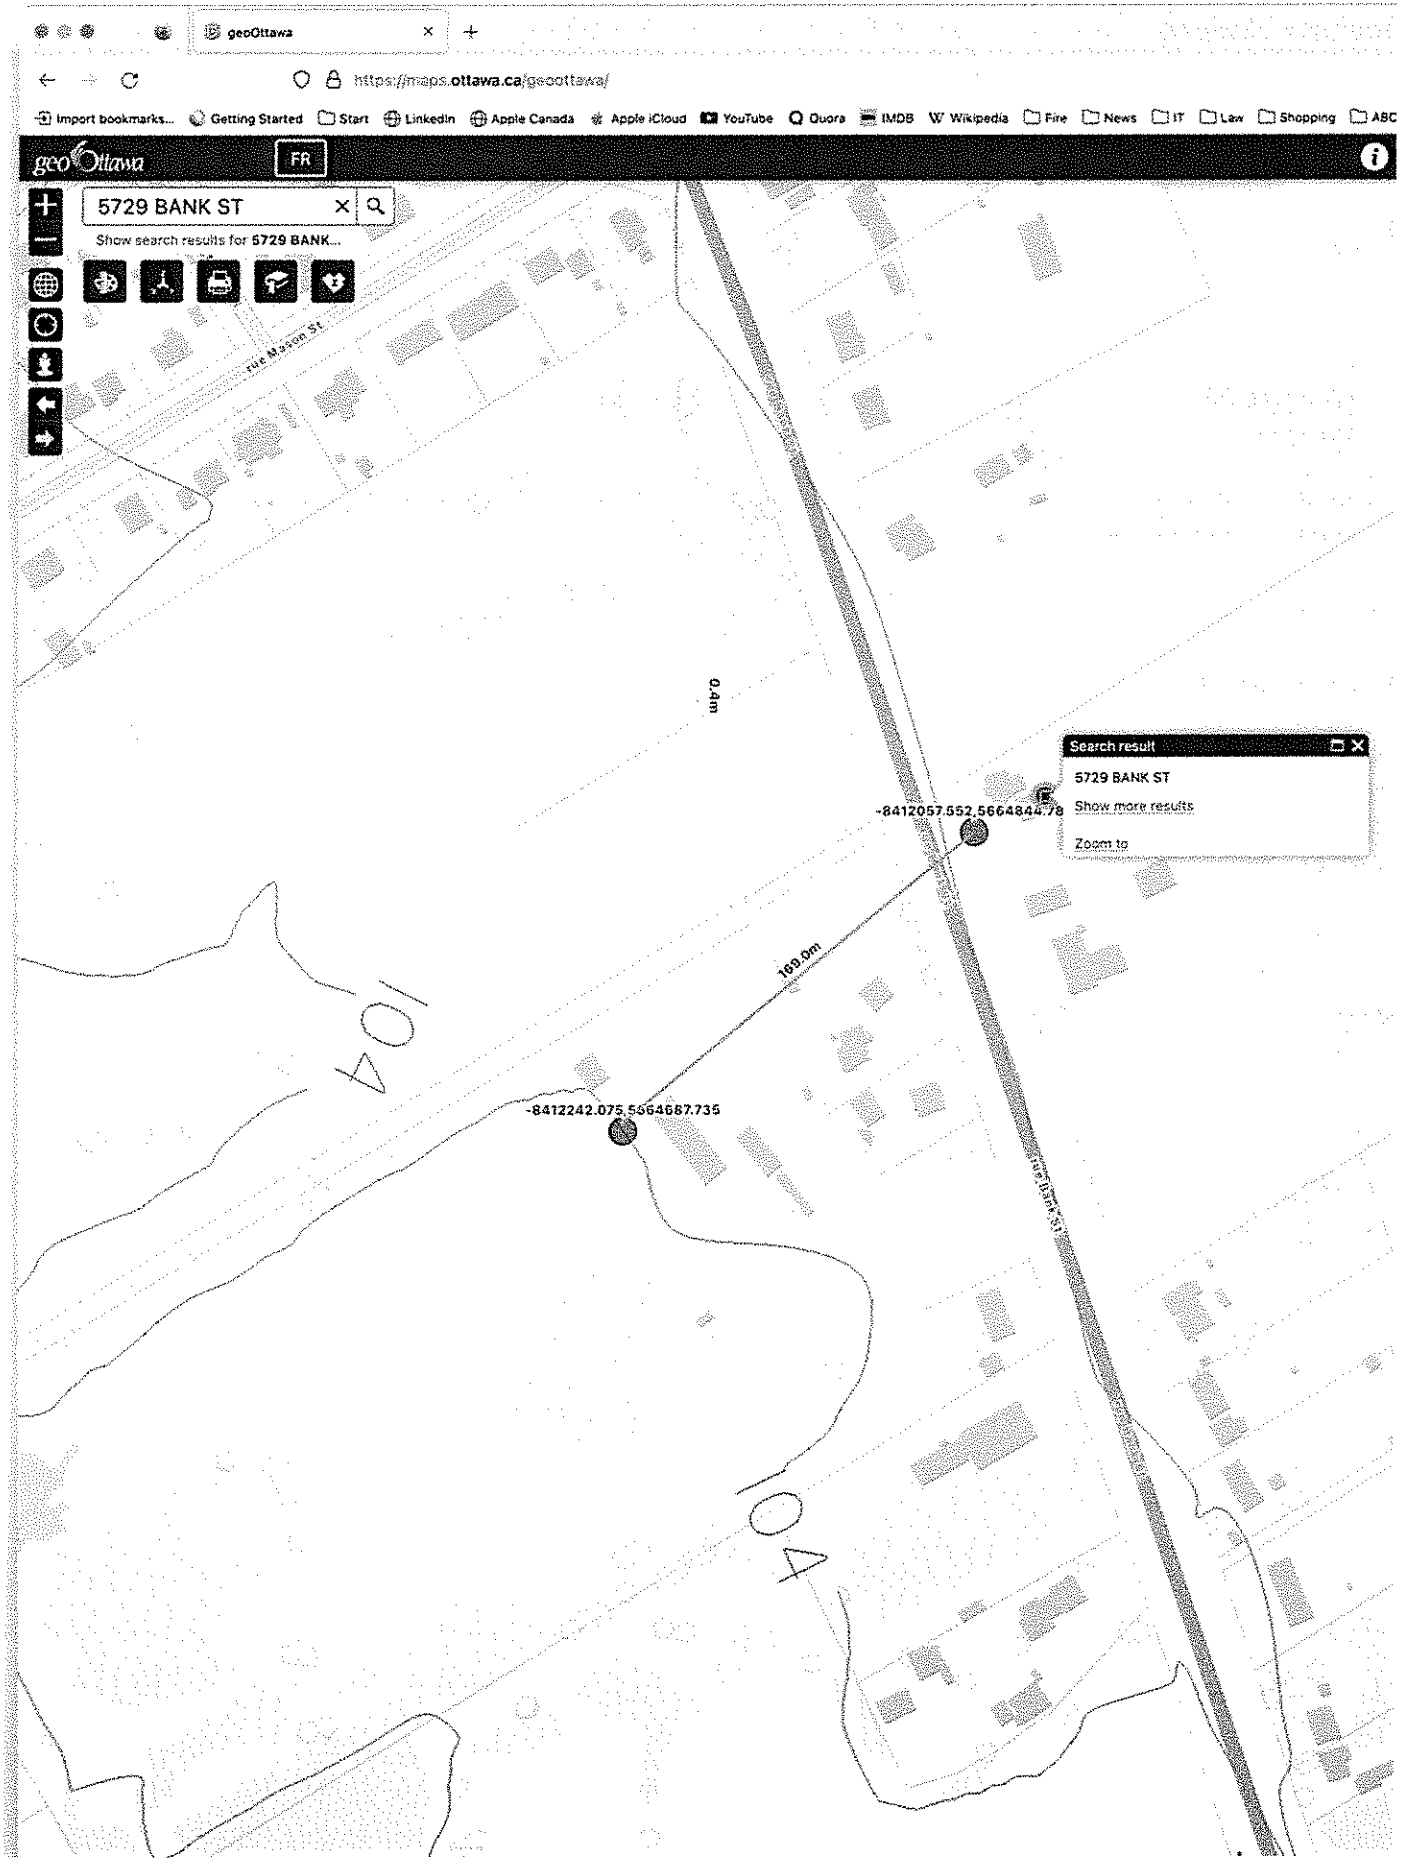 geoOttawa × +
https://maps.ottawa.ca/geoottawa/
Import bookmarks... Getting Started Start LinkedIn Apple Canada Apple iCloud YouTube Quora IMDB W Wikipedia Fire News IT Law Shopping ABC
geoOttawa FR i
5729 BANK ST ×
Show search results for 5729 BANK...
rue Mason St
0.4m
Search result
5729 BANK ST
Show more results
Zoom to
-8412057.552,5664844.78
169.0m
104
-8412242.075,5664687.735
rue Bank St
104